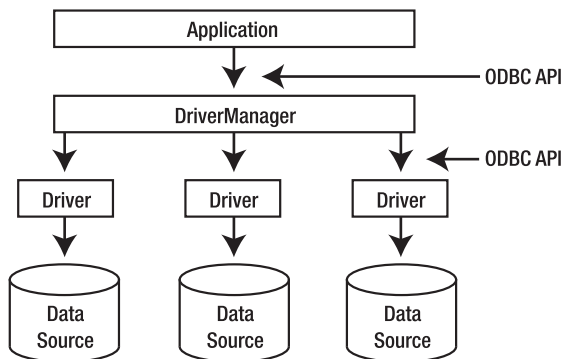 Application
ODBC API
DriverManager
ODBC API
Driver
Driver
Driver
Data
Source
Data
Source
Data
Source